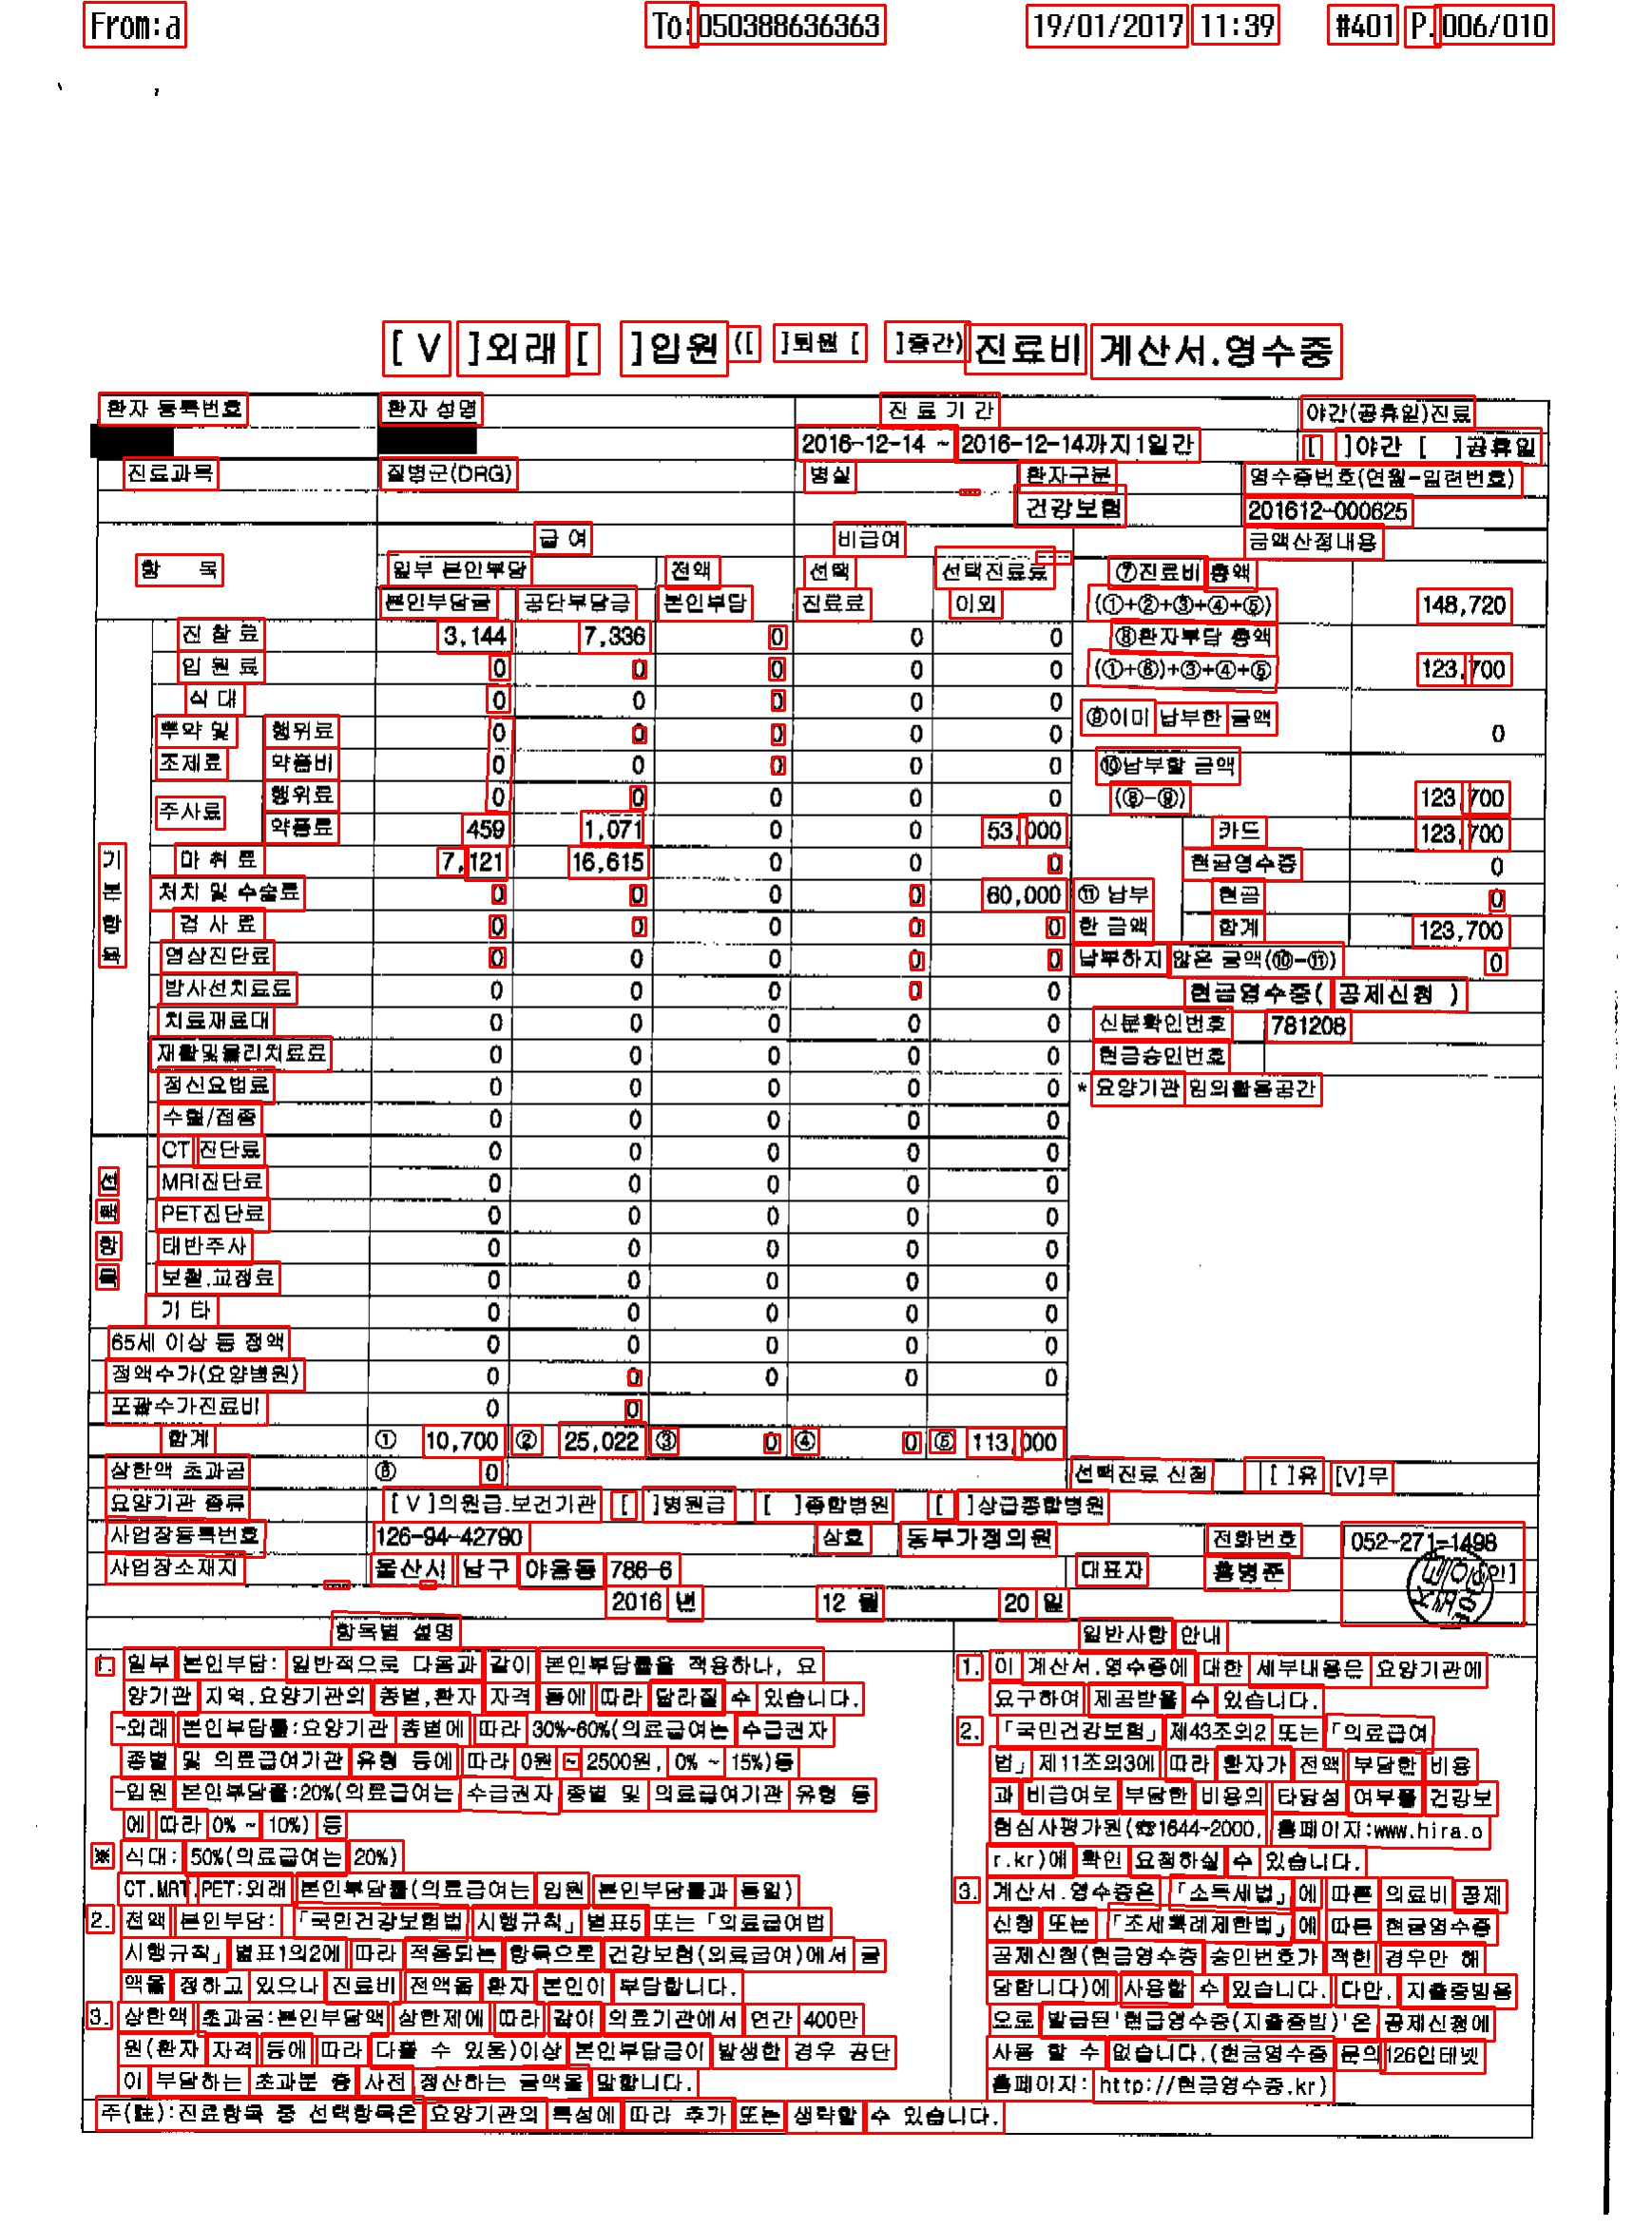 From:a To:050388636363 19/01/2017 11:39 #401 P.006/010
[ V ]외래 [ ]입원 ([ ]퇴원 [ ]중간) 진료비 계산서.영수증
환자 등록번호 환자 성명 진 료 기 간 야간(공휴일)진료
2016-12-14 ~ 2016-12-14까지1일간 [ ]야간 [ ]공휴일
진료과목 질병군(DRG) 병실 환자구분 영수증번호(연월-일련번호)
건강보험 201612-000625
항 목 급 여 비급여 금액산정내용
일부 본인부담 전액 선택 선택진료료 ⑦진료비 총액
본인부담금 공단부담금 본인부담 진료료 이외 (①+②+③+④+⑤) 148,720
기본항목
진 찰 료 3,144 7,336 0 0 0 ⑧환자부담 총액
입 원 료 0 0 0 0 0 (①+⑥)+③+④+⑤ 123,700
식 대 0 0 0 0 0
투약 및 행위료 0 0 0 0 0 ⑨이미 납부한 금액 0
조제료 약품비 0 0 0 0 0 ⑩납부할 금액
주사료 행위료 0 0 0 0 0 (⑧-⑨) 123,700
약품료 459 1,071 0 0 53,000 카드 123,700
마 취 료 7,121 16,615 0 0 0 현금영수증 0
처치 및 수술료 0 0 0 0 60,000 ⑪ 납부 현금 0
검 사 료 0 0 0 0 0 한 금액 합계 123,700
영상진단료 0 0 0 0 0 납부하지 않은 금액(⑩-⑪) 0
방사선치료료 0 0 0 0 0 현금영수증( 공제신청 )
치료재료대 0 0 0 0 0 신분확인번호 781208
재활및물리치료료 0 0 0 0 0 현금승인번호
정신요법료 0 0 0 0 0 * 요양기관 임의활용공간
수혈/접종 0 0 0 0 0
선택항목
CT 진단료 0 0 0 0 0
MRI진단료 0 0 0 0 0
PET진단료 0 0 0 0 0
태반주사 0 0 0 0 0
보철.교정료 0 0 0 0 0
기 타 0 0 0 0 0
65세 이상 등 정액 0 0 0 0 0
정액수가(요양병원) 0 0 0 0 0
포괄수가진료비 0 0
합계 ① 10,700 ② 25,022 ③ 0 ④ 0 ⑤ 113,000
상한액 초과금 ⑥ 0 선택진료 신청 [ ]유 [V]무
요양기관 종류 [ V ]의원급.보건기관 [ ]병원급 [ ]종합병원 [ ]상급종합병원
사업장등록번호 126-94-42790 상호 동부가정의원 전화번호 052-271-1498
사업장소재지 울산시 남구 야음동 786-6 대표자 홍병준 인]
2016 년 12 월 20 일
항목별 설명
1. 일부 본인부담: 일반적으로 다음과 같이 본인부담률을 적용하나, 요
양기관 지역.요양기관의 종별,환자 자격 등에 따라 달라질 수 있습니다.
-외래 본인부담률:요양기관 종별에 따라 30%~60%(의료급여는 수급권자
종별 및 의료급여기관 유형 등에 따라 0원 ~ 2500원, 0% ~ 15%)등
-입원 본인부담률:20%(의료급여는 수급권자 종별 및 의료급여기관 유형 등
에 따라 0% ~ 10%) 등
※ 식대: 50%(의료급여는 20%)
CT.MRT.PET:외래 본인부담률(의료급여는 입원 본인부담률과 동일)
2. 전액 본인부담: 「국민건강보험법 시행규칙」별표5 또는「의료급여법
시행규칙」별표1의2에 따라 적용되는 항목으로 건강보험(의료급여)에서 금
액을 정하고 있으나 진료비 전액을 환자 본인이 부담합니다.
3. 상한액 초과금:본인부담액 상한제에 따라 같이 의료기관에서 연간 400만
원(환자 자격 등에 따라 다를 수 있음)이상 본인부담금이 발생한 경우 공단
이 부담하는 초과분 중 사전 정산하는 금액을 말합니다.
일반사항 안내
1. 이 계산서.영수증에 대한 세부내용은 요양기관에
요구하여 제공받을 수 있습니다.
2. 「국민건강보험」제43조의2 또는「의료급여
법」제11조의3에 따라 환자가 전액 부담한 비용
과 비급여로 부담한 비용의 타당성 여부를 건강보
험심사평가원(☎1644-2000, 홈페이지:www.hira.o
r.kr)에 확인 요청하실 수 있습니다.
3. 계산서.영수증은 「소득세법」에 따른 의료비 공제
신청 또는 「조세특례제한법」에 따른 현금영수증
공제신청(현금영수증 승인번호가 적힌 경우만 해
당합니다)에 사용할 수 있습니다. 다만, 지출증빙용
으로 발급된'현금영수증(지출증빙)'은 공제신청에
사용 할 수 없습니다.(현금영수증 문의126인테넷
홈페이지: http://현금영수증.kr)
주(註):진료항목 중 선택항목은 요양기관의 특성에 따라 추가 또는 생략할 수 있습니다.